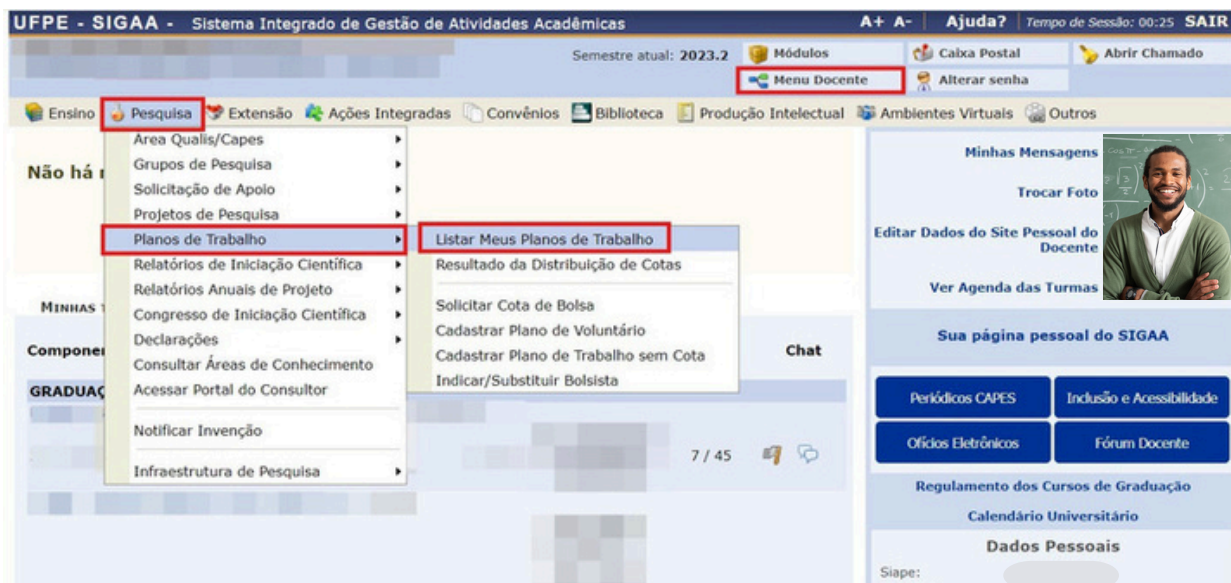 UFPE - SIGAA - Sistema Integrado de Gestão de Atividades Acadêmicas
A+ A- Ajuda? Tempo de Sessão: 00:25 SAIR
Semestre atual: 2023.2
Módulos Caixa Postal Abrir Chamado
Menu Docente Alterar senha
Ensino Pesquisa Extensão Ações Integradas Convênios Biblioteca Produção Intelectual Ambientes Virtuais Outros
Não há
Área Qualis/Capes
Grupos de Pesquisa
Solicitação de Apoio
Projetos de Pesquisa
Planos de Trabalho
Relatórios de Iniciação Científica
Relatórios Anuais de Projeto
Congresso de Iniciação Científica
Declarações
Consultar Áreas de Conhecimento
Acessar Portal do Consultor
Notificar Invenção
Infraestrutura de Pesquisa
Listar Meus Planos de Trabalho
Resultado da Distribuição de Cotas
Solicitar Cota de Bolsa
Cadastrar Plano de Voluntário
Cadastrar Plano de Trabalho sem Cota
Indicar/Substituir Bolsista
MINHAS
Compone
Chat
GRADUAÇ
7 / 45
Minhas Mensagens
Trocar Foto
Editar Dados do Site Pessoal do
Docente
Ver Agenda das Turmas
Sua página pessoal do SIGAA
Periódicos CAPES Inclusão e Acessibilidade
Ofícios Eletrônicos Fórum Docente
Regulamento dos Cursos de Graduação
Calendário Universitário
Dados Pessoais
Siape: